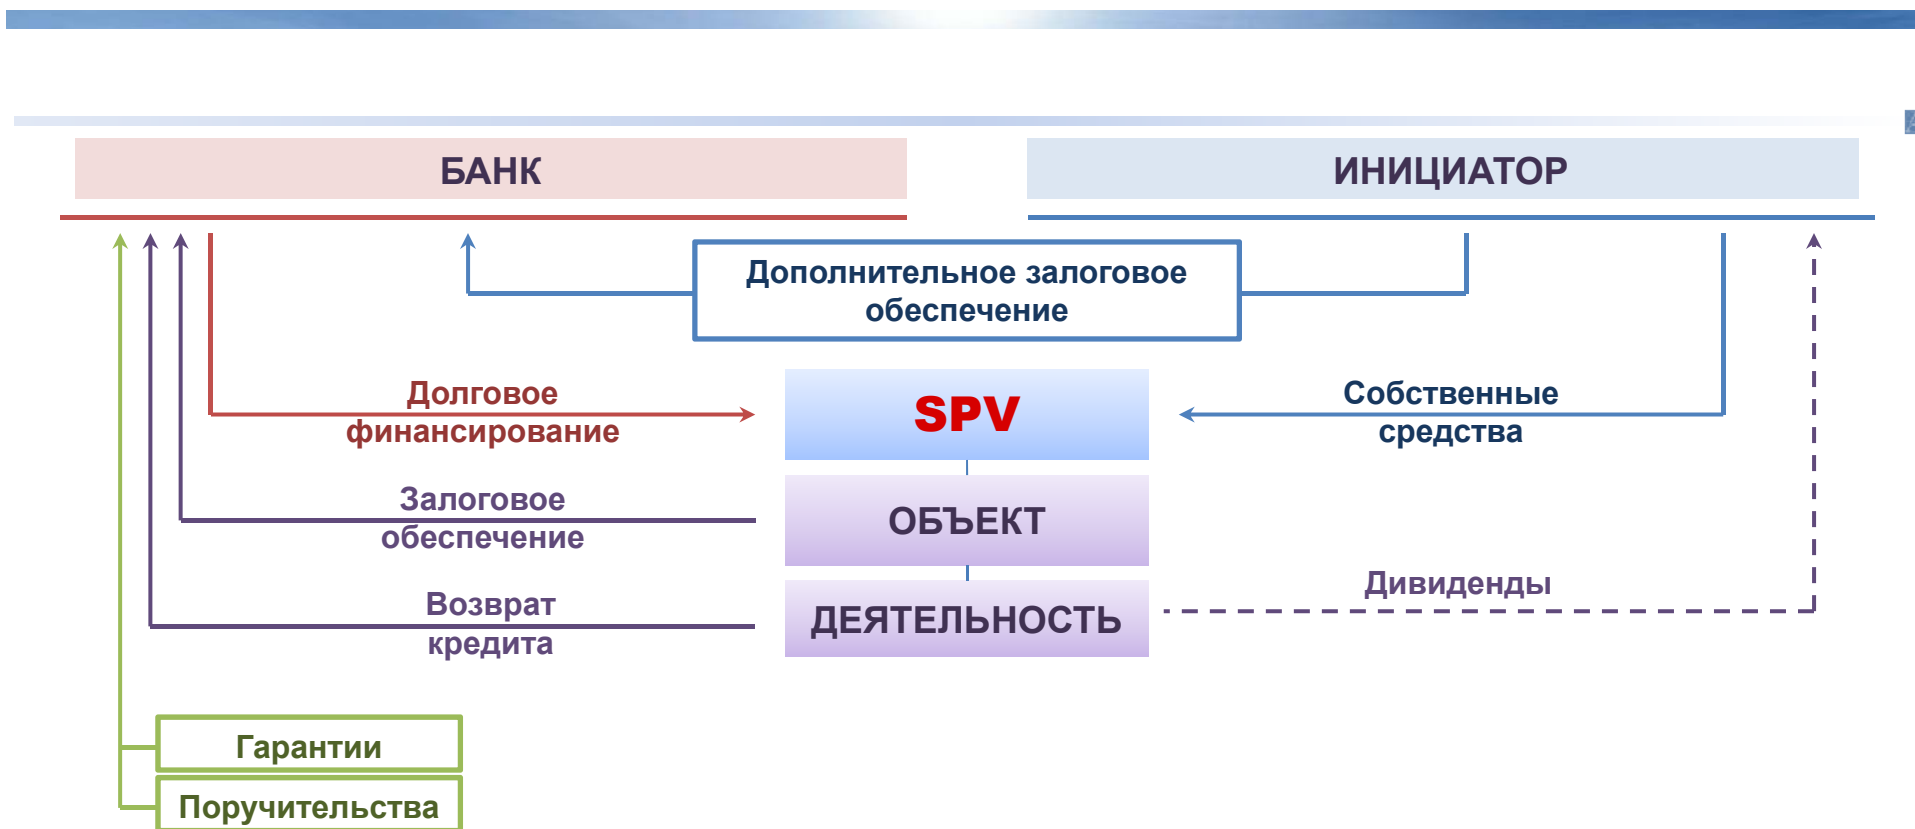 БАНК
ИНИЦИАТОР
Дополнительное залоговое
обеспечение
Долговое
финансирование
SPV
Собственные
средства
Залоговое
обеспечение
ОБЪЕКТ
Возврат
кредита
ДЕЯТЕЛЬНОСТЬ
Дивиденды
Гарантии
Поручительства